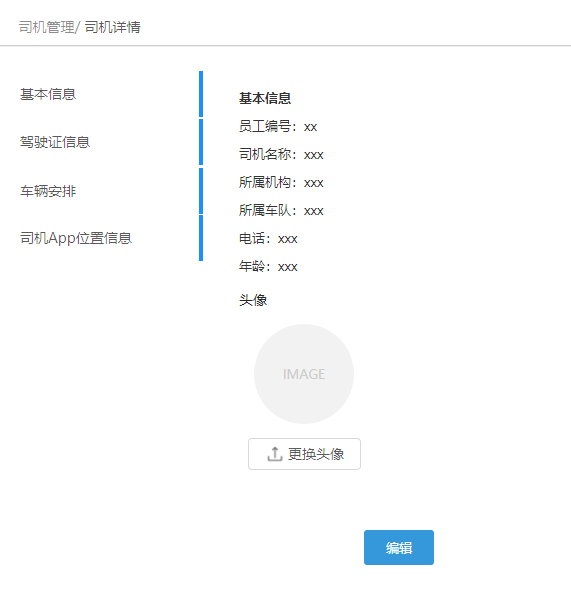 司机管理/ 司机详情
基本信息
驾驶证信息
车辆安排
司机App位置信息
基本信息
员工编号：xx
司机名称：xxx
所属机构：xxx
所属车队：xxx
电话：xxx
年龄：xxx
头像
IMAGE
更换头像
编辑